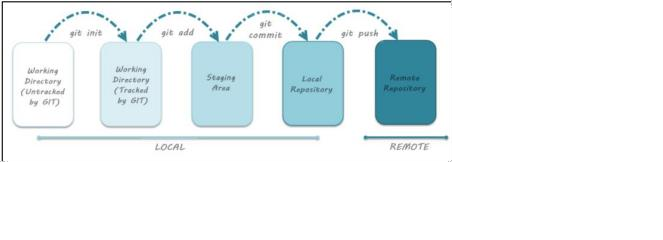 git init
git add
git
commit
git push
Working
Directory
(Untracked
by GIT)
Working
Directory
(Tracked
by GIT)
Staging
Area
Local
Repository
Remote
Repository
LOCAL
REMOTE